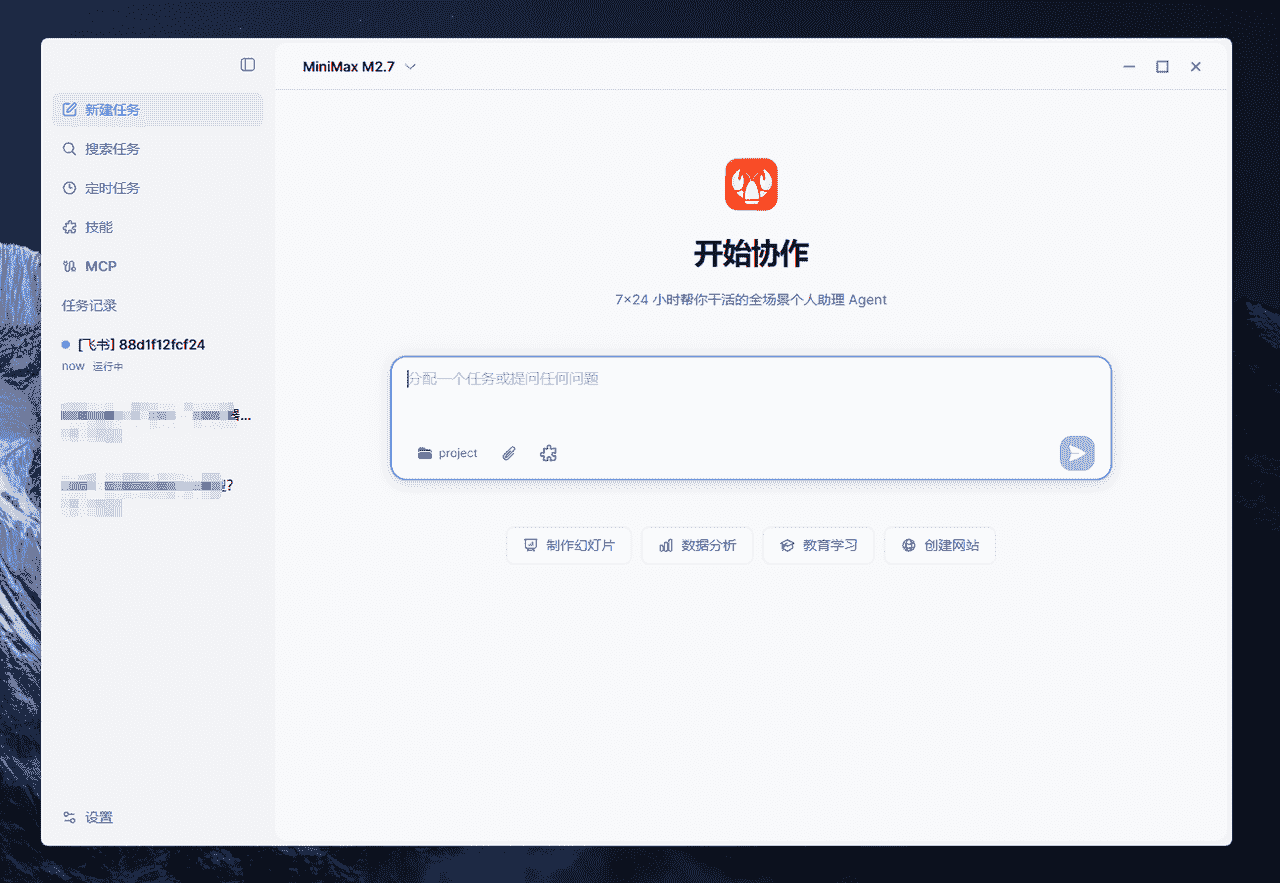 MiniMax M2.7
新建任务
搜索任务
定时任务
技能
MCP
任务记录
[飞书] 88d1f12fcf24
now 运行中
...
?
设置
开始协作
7×24 小时帮你干活的全场景个人助理 Agent
分配一个任务或提问任何问题
project
制作幻灯片
数据分析
教育学习
创建网站